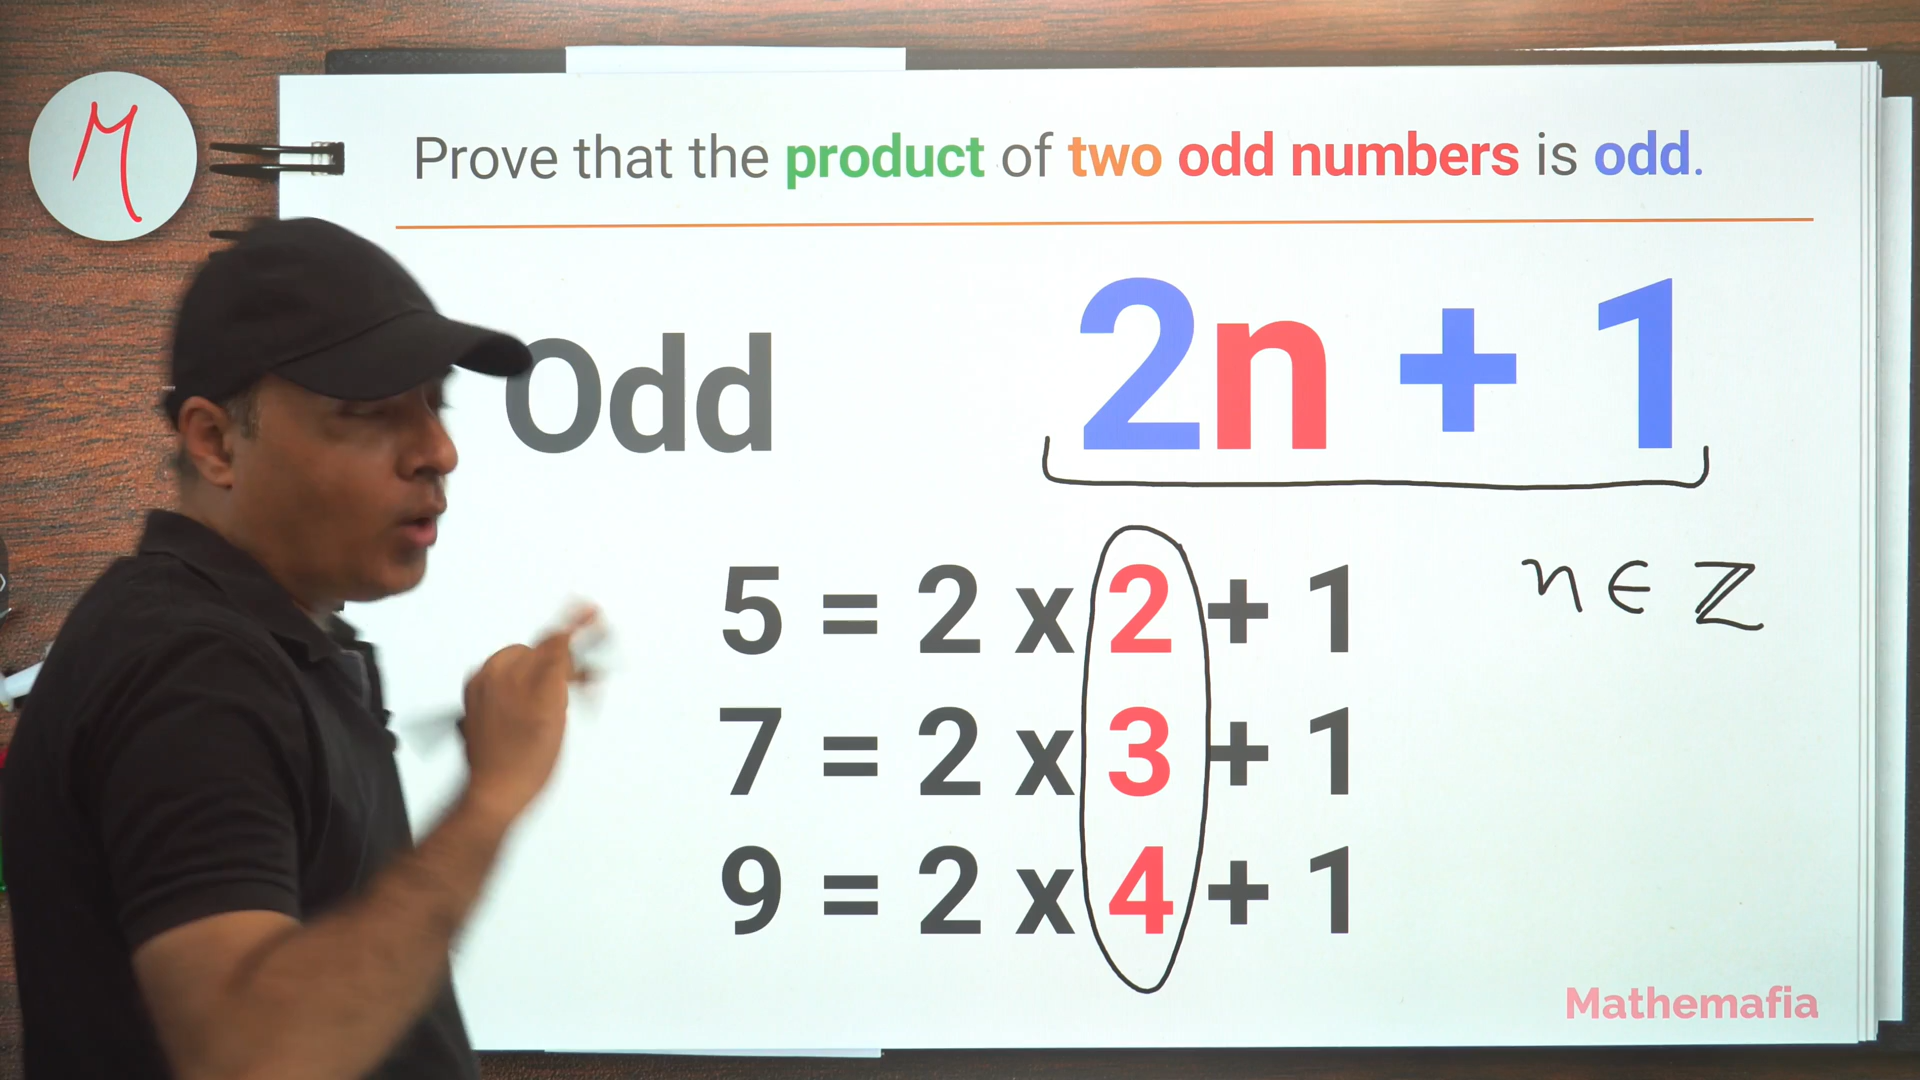 M
Prove that the product of two odd numbers is odd.
Odd 2n + 1
5 = 2 x 2 + 1
n ∈ ℤ
7 = 2 x 3 + 1
9 = 2 x 4 + 1
Mathemafia